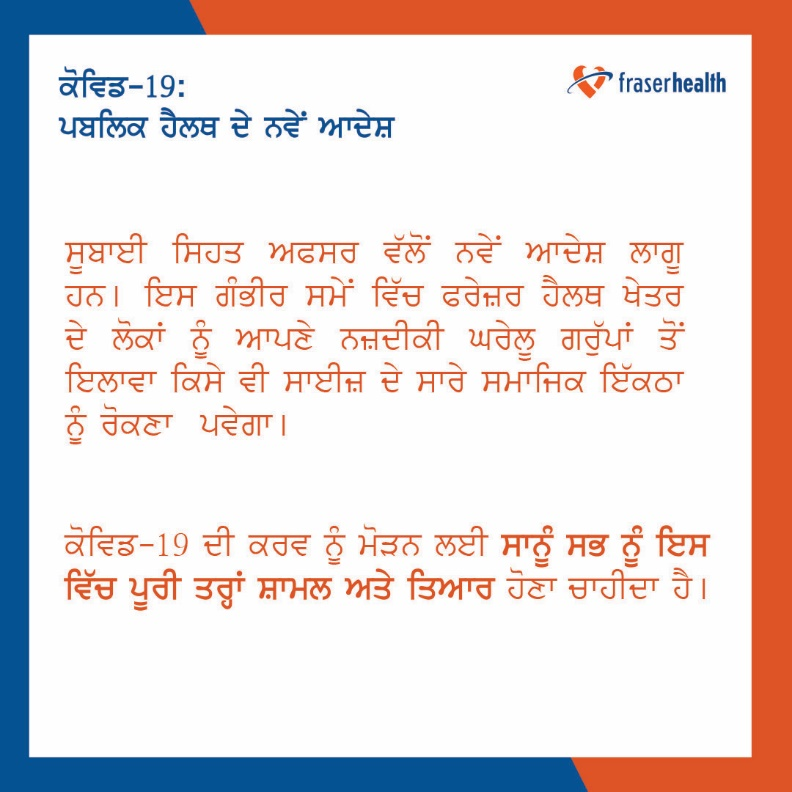 ਕੋਵਿਡ-19:
fraserhealth
ਪਬਲਿਕ ਹੈਲਥ ਦੇ ਨਵੇਂ ਆਦੇਸ਼
ਸੂਬਾਈ ਸਿਹਤ ਅਫਸਰ ਵੱਲੋਂ ਨਵੇਂ ਆਦੇਸ਼ ਲਾਗੂ
ਹਨ। ਇਸ ਗੰਭੀਰ ਸਮੇਂ ਵਿੱਚ ਫਰੇਜ਼ਰ ਹੈਲਥ ਖੇਤਰ
ਦੇ ਲੋਕਾਂ ਨੂੰ ਆਪਣੇ ਨਜ਼ਦੀਕੀ ਘਰੇਲੂ ਗਰੁੱਪਾਂ ਤੋਂ
ਇਲਾਵਾ ਕਿਸੇ ਵੀ ਸਾਈਜ਼ ਦੇ ਸਾਰੇ ਸਮਾਜਿਕ ਇੱਕਠਾ
ਨੂੰ ਰੋਕਣਾ ਪਵੇਗਾ।
ਕੋਵਿਡ-19 ਦੀ ਕਰਵ ਨੂੰ ਮੋੜਨ ਲਈ ਸਾਨੂੰ ਸਭ ਨੂੰ ਇਸ
ਵਿੱਚ ਪੂਰੀ ਤਰ੍ਹਾਂ ਸ਼ਾਮਲ ਅਤੇ ਤਿਆਰ ਹੋਣਾ ਚਾਹੀਦਾ ਹੈ।